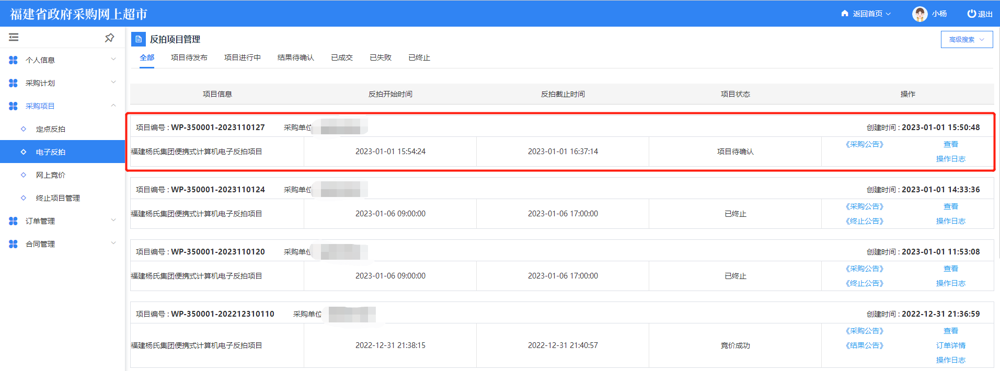 福建省政府采购网上超市
返回首页
小杨
退出
个人信息
采购计划
采购项目
定点反拍
电子反拍
网上竞价
终止项目管理
订单管理
合同管理
反拍项目管理
高级搜索
全部 项目待发布 项目进行中 结果待确认 已成交 已失败 已终止
项目信息 反拍开始时间 反拍截止时间 项目状态 操作
项目编号 : WP-350001-2023110127 采购单位 创建时间 : 2023-01-01 15:50:48
福建杨氏集团便携式计算机电子反拍项目 2023-01-01 15:54:24 2023-01-01 16:37:14 项目待确认 《采购公告》 查看
操作日志
项目编号 : WP-350001-2023110124 采购单位 创建时间 : 2023-01-01 14:33:36
福建杨氏集团便携式计算机电子反拍项目 2023-01-06 09:00:00 2023-01-06 17:00:00 已终止 《采购公告》 查看
《终止公告》 操作日志
项目编号 : WP-350001-2023110120 采购单位 创建时间 : 2023-01-01 11:53:08
福建杨氏集团便携式计算机电子反拍项目 2023-01-06 09:00:00 2023-01-06 17:00:00 已终止 《采购公告》 查看
《终止公告》 操作日志
项目编号 : WP-350001-202212310110 采购单位 创建时间 : 2022-12-31 21:36:59
福建杨氏集团便携式计算机电子反拍项目 2022-12-31 21:38:15 2022-12-31 21:40:57 竞价成功 《采购公告》 查看
《结果公告》 订单详情
操作日志